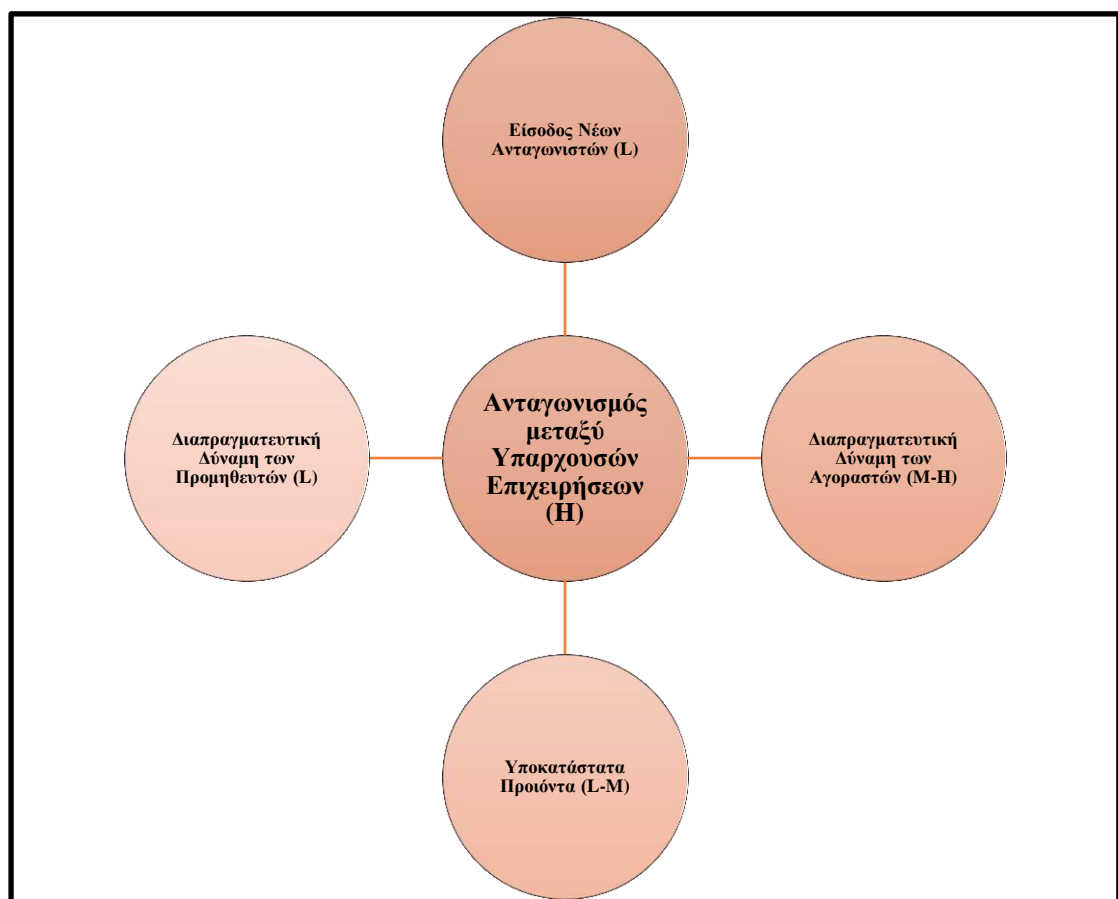 Είσοδος Νέων
Ανταγωνιστών (L)
Διαπραγματευτική
Δύναμη των
Προμηθευτών (L)
Ανταγωνισμός
μεταξύ
Υπαρχουσών
Επιχειρήσεων
(H)
Διαπραγματευτική
Δύναμη των
Αγοραστών (M-H)
Υποκατάστατα
Προιόντα (L-M)